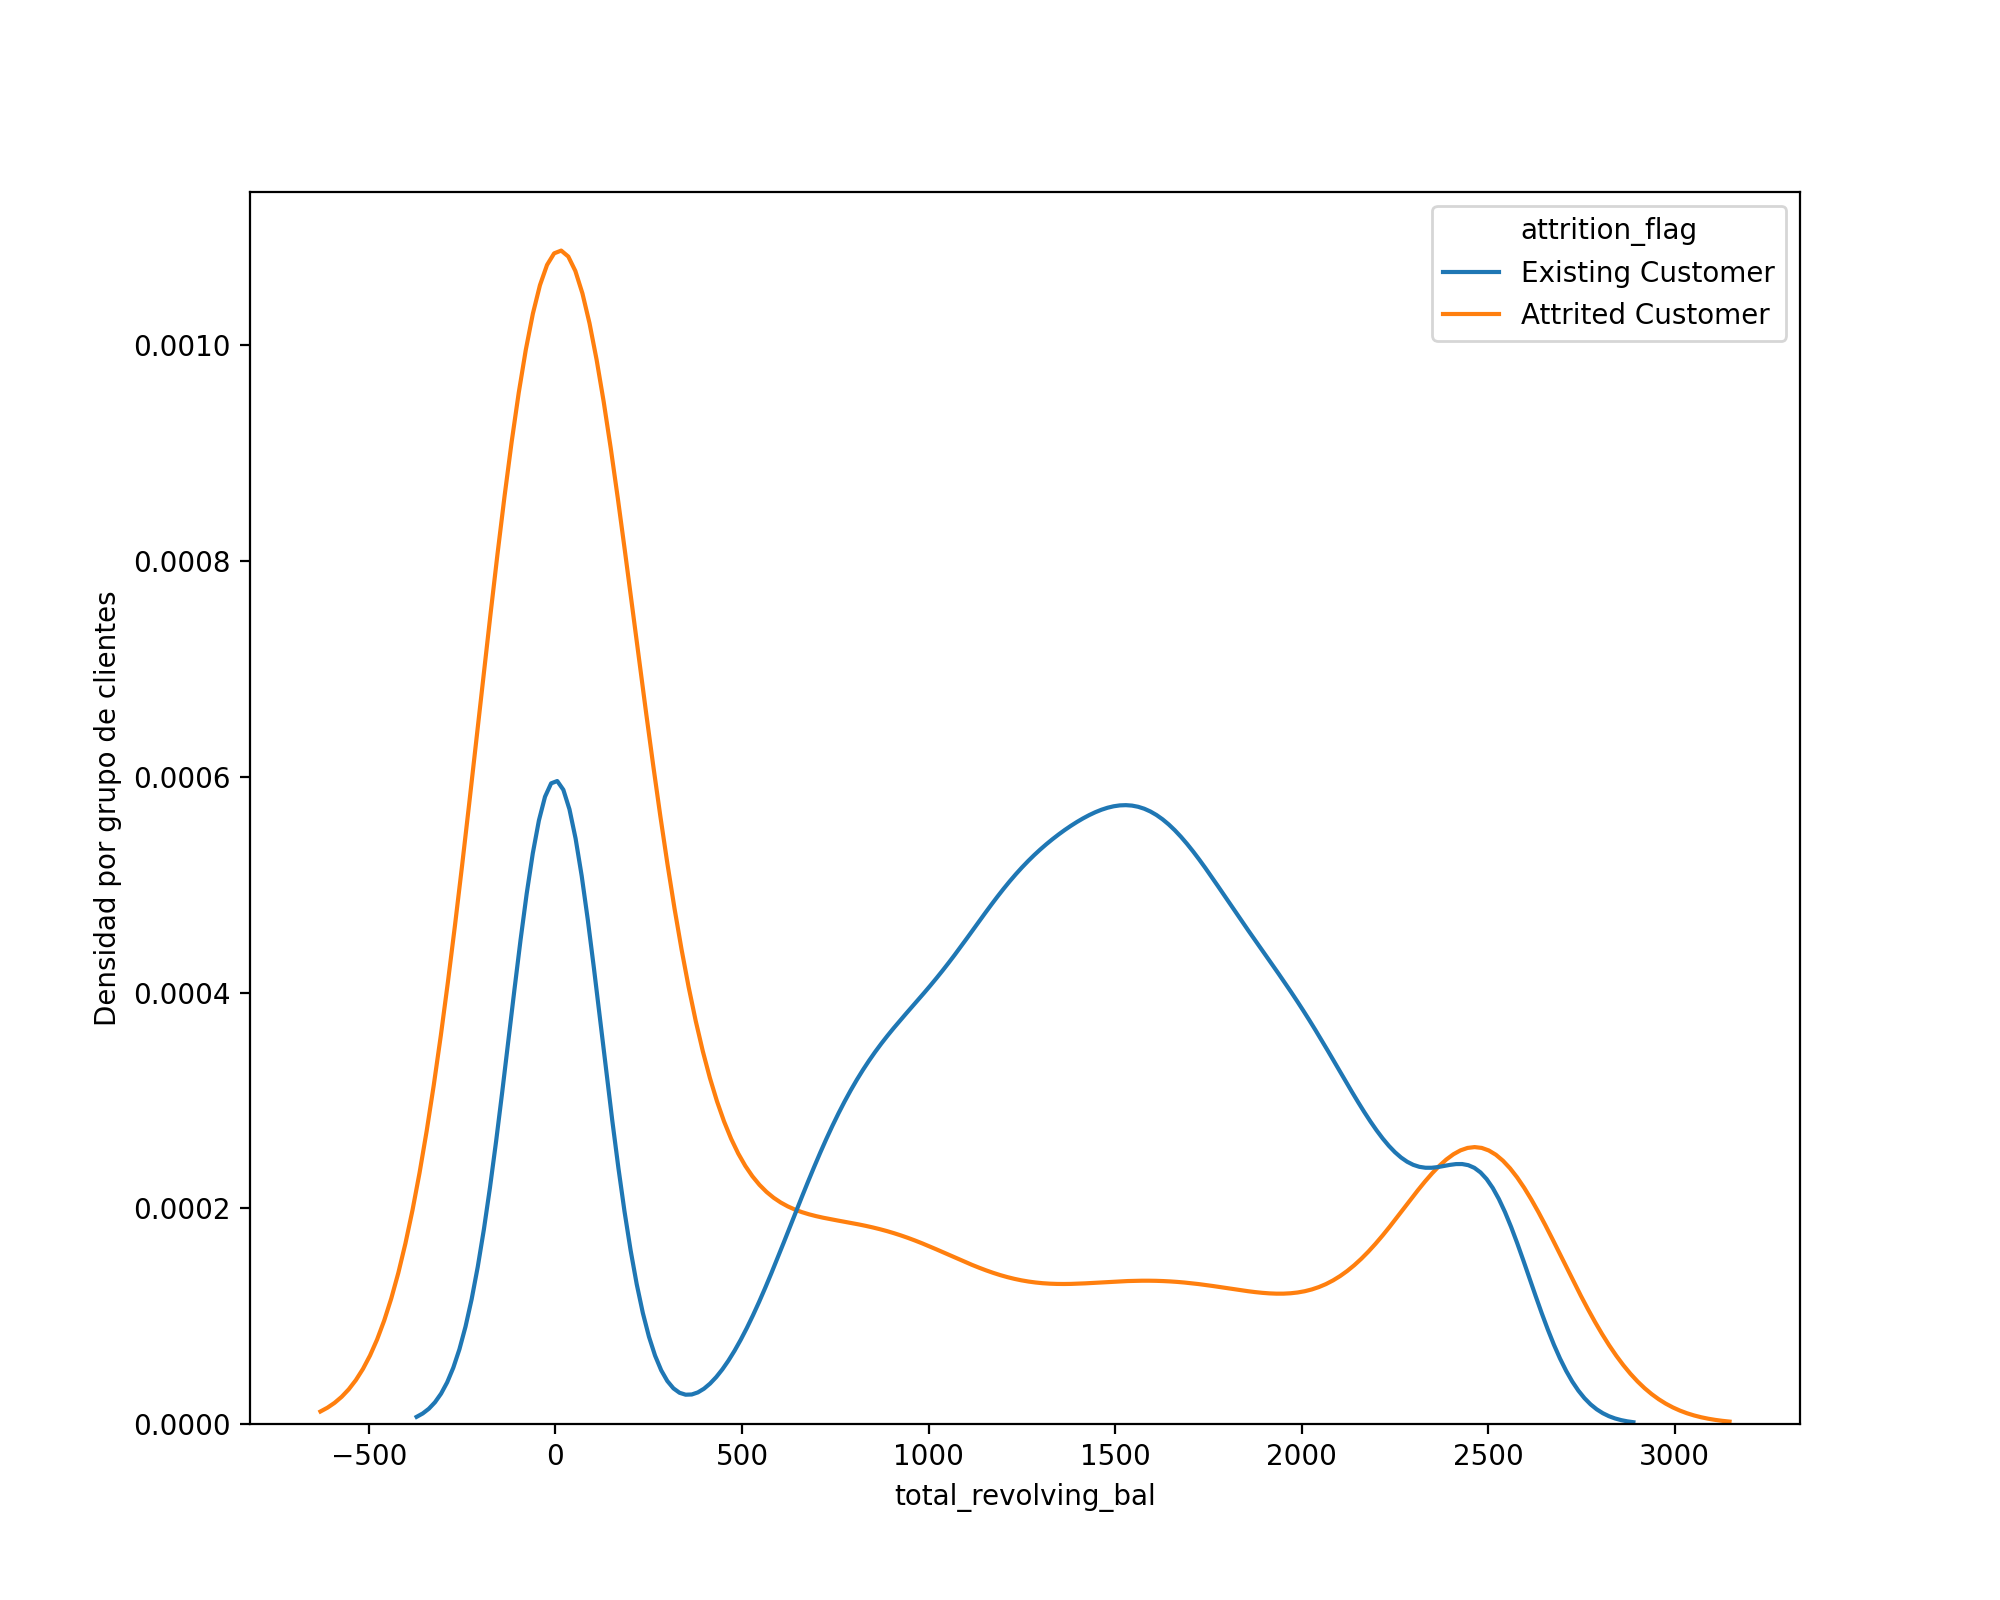 attrition_flag
Existing Customer
Attrited Customer
0.0010
0.0008
0.0006
0.0004
0.0002
0.0000
Densidad por grupo de clientes
−500 0 500 1000 1500 2000 2500 3000
total_revolving_bal